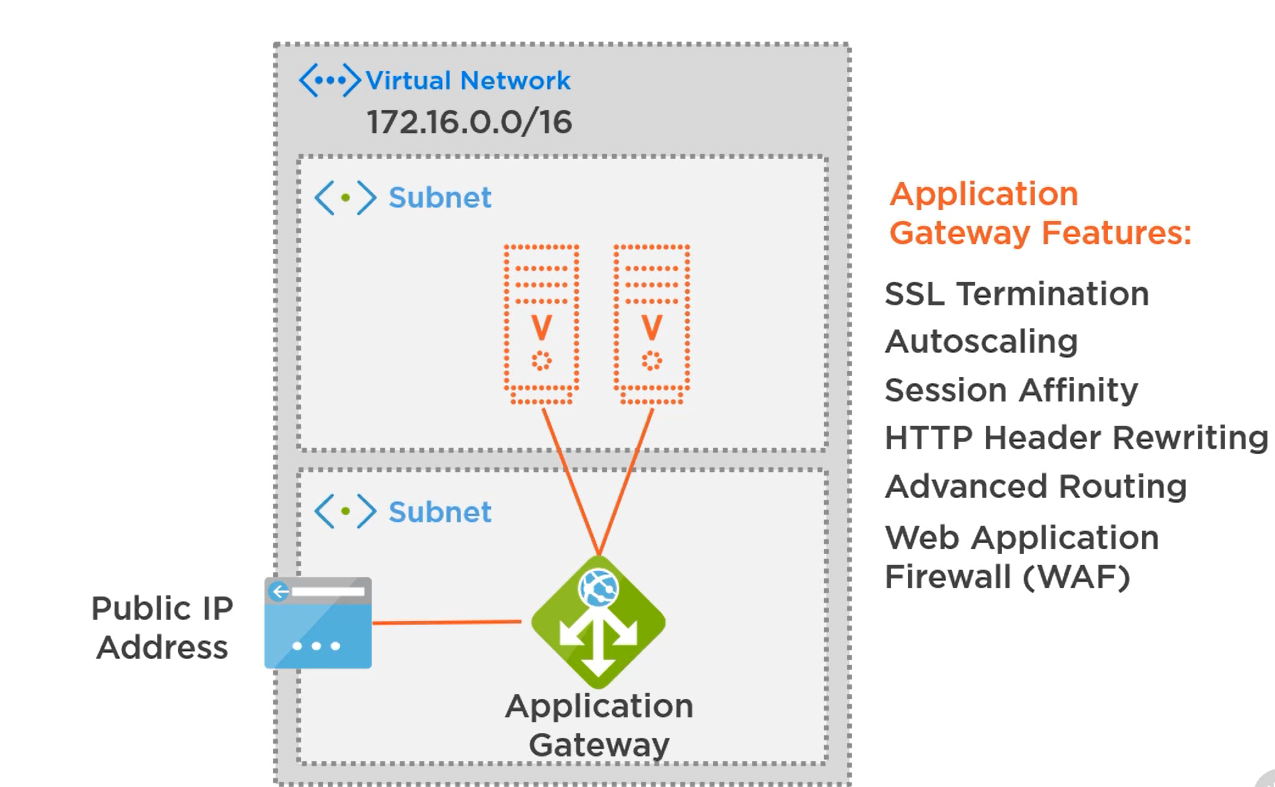 Virtual Network
172.16.0.0/16
Subnet
V V
Subnet
Public IP
Address
Application
Gateway
Application
Gateway Features:
SSL Termination
Autoscaling
Session Affinity
HTTP Header Rewriting
Advanced Routing
Web Application
Firewall (WAF)